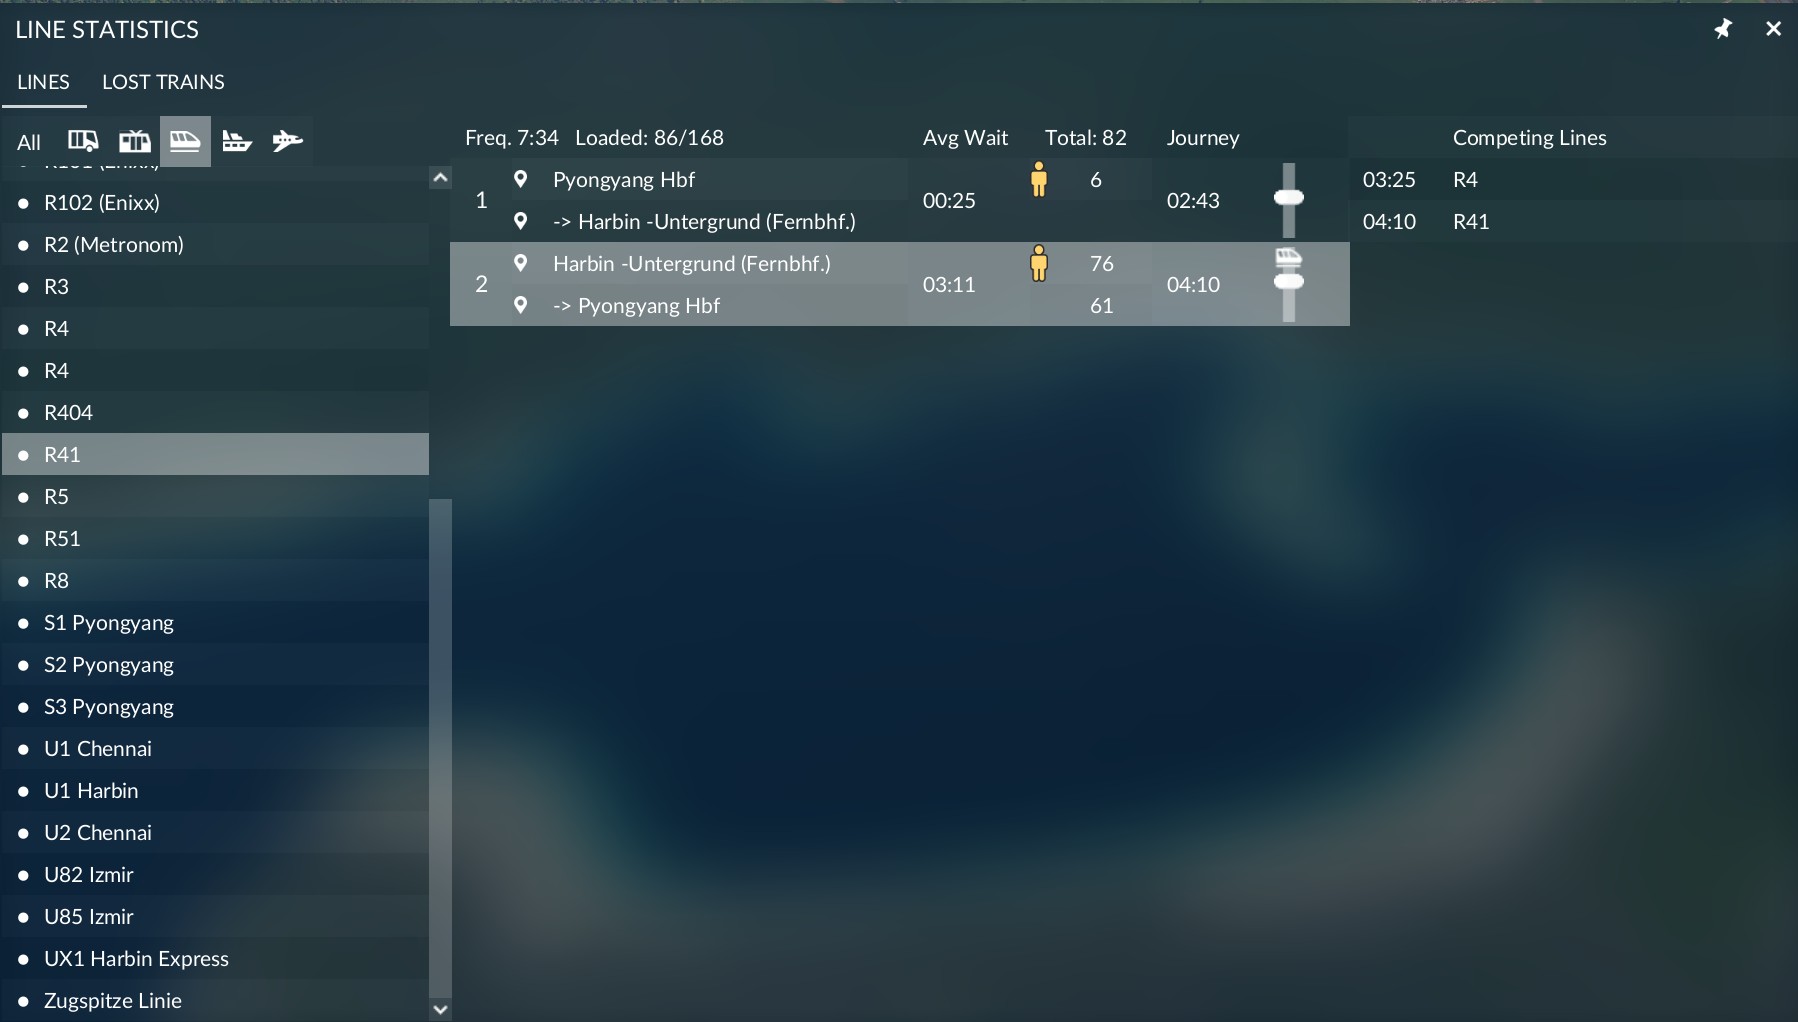 LINE STATISTICS
LINES LOST TRAINS
All
R101 (Enixx)
R102 (Enixx)
R2 (Metronom)
R3
R4
R4
R404
R41
R5
R51
R8
S1 Pyongyang
S2 Pyongyang
S3 Pyongyang
U1 Chennai
U1 Harbin
U2 Chennai
U82 Izmir
U85 Izmir
UX1 Harbin Express
Zugspitze Linie
Freq. 7:34 Loaded: 86/168 Avg Wait Total: 82 Journey
1 Pyongyang Hbf 00:25 6 02:43
-> Harbin -Untergrund (Fernbhf.)
2 Harbin -Untergrund (Fernbhf.) 03:11 76 04:10
-> Pyongyang Hbf 61
Competing Lines
03:25 R4
04:10 R41